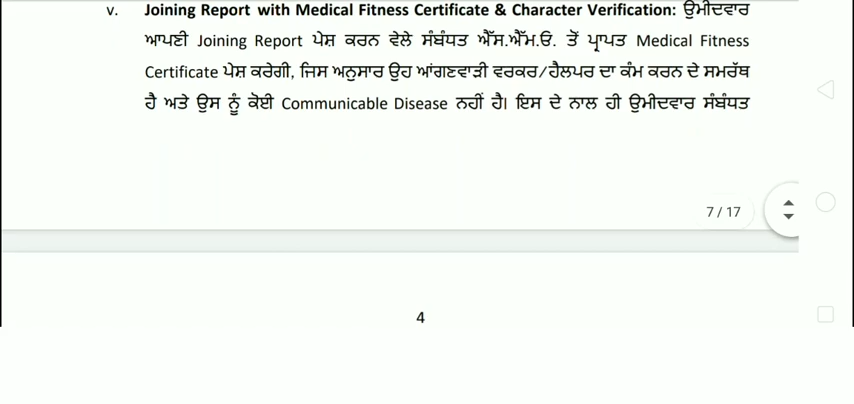 v. Joining Report with Medical Fitness Certificate & Character Verification: ਉਮੀਦਵਾਰ
ਆਪਣੀ Joining Report ਪੇਸ਼ ਕਰਨ ਵੇਲੇ ਸੰਬੰਧਤ ਐੱਸ.ਐੱਮ.ਓ. ਤੋਂ ਪ੍ਰਾਪਤ Medical Fitness
Certificate ਪੇਸ਼ ਕਰੇਗੀ, ਜਿਸ ਅਨੁਸਾਰ ਉਹ ਆਂਗਣਵਾੜੀ ਵਰਕਰ/ਹੈਲਪਰ ਦਾ ਕੰਮ ਕਰਨ ਦੇ ਸਮਰੱਥ
ਹੈ ਅਤੇ ਉਸ ਨੂੰ ਕੋਈ Communicable Disease ਨਹੀਂ ਹੈ। ਇਸ ਦੇ ਨਾਲ ਹੀ ਉਮੀਦਵਾਰ ਸੰਬੰਧਤ
7 / 17
4